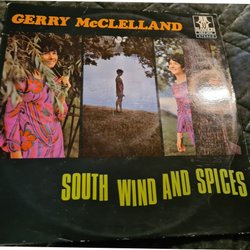 GERRY McCLELLAND
SOUTH WIND AND SPICES